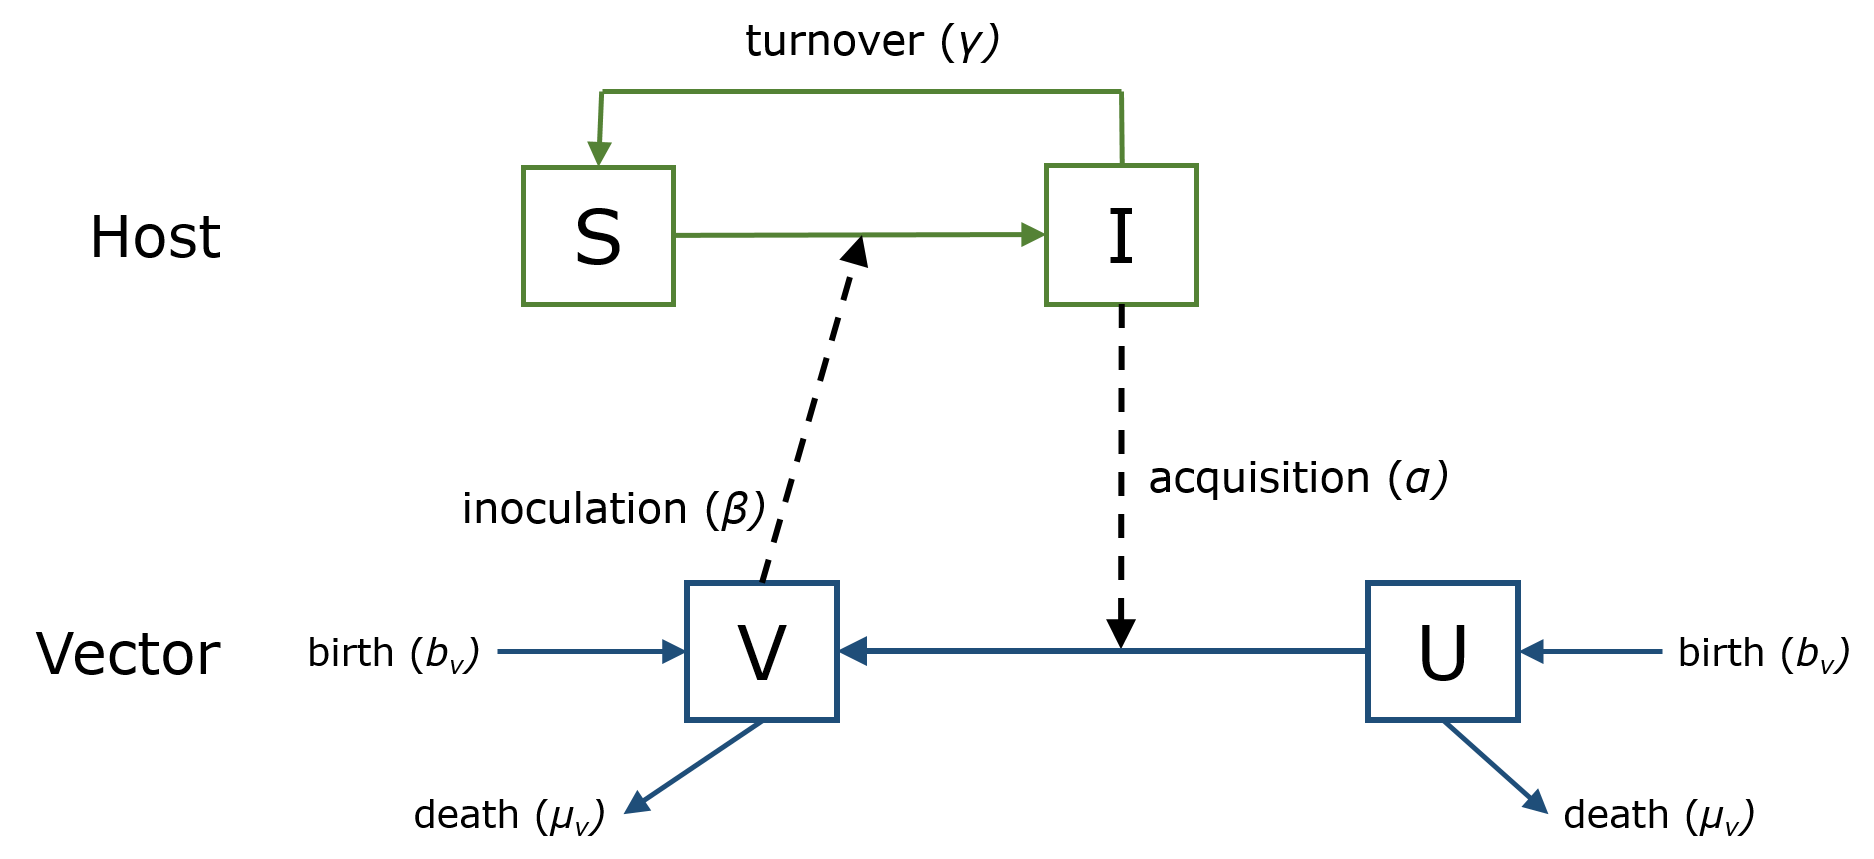 turnover (γ)
Host
S
I
inoculation (β)
acquisition (α)
Vector
birth (bᵥ)
V
U
birth (bᵥ)
death (μᵥ)
death (μᵥ)